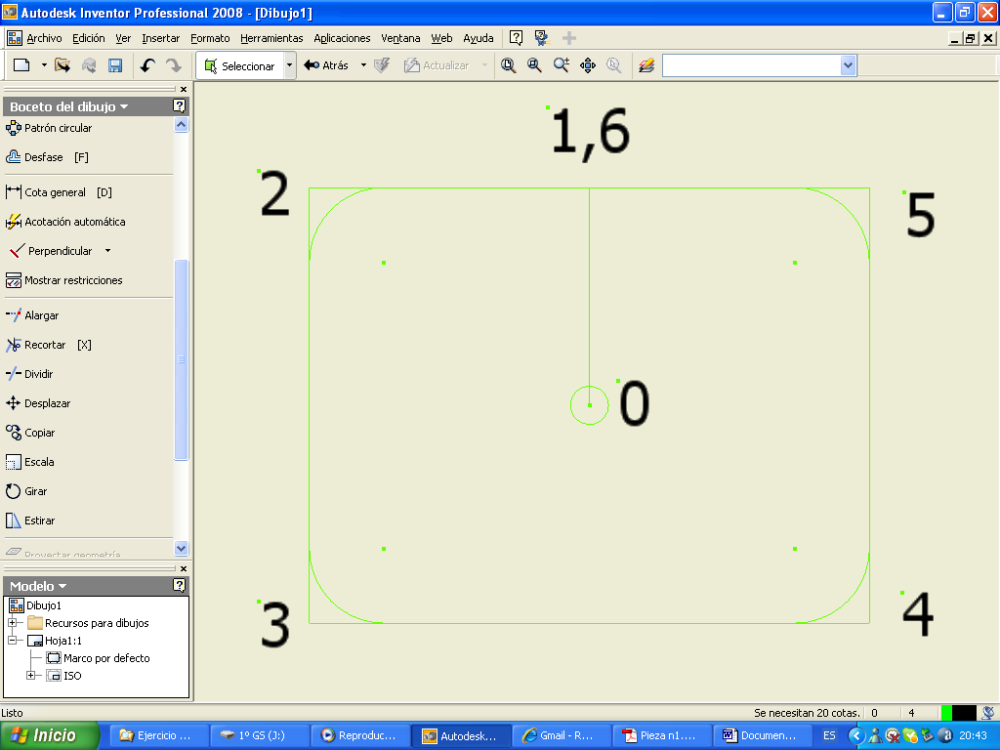 Autodesk Inventor Professional 2008 - [Dibujo1]
Archivo Edición Ver Insertar Formato Herramientas Aplicaciones Ventana Web Ayuda
Seleccionar Atrás Actualizar
Boceto del dibujo
Patrón circular
Desfase [F]
Cota general [D]
Acotación automática
Perpendicular
Mostrar restricciones
Alargar
Recortar [X]
Dividir
Desplazar
Copiar
Escala
Girar
Estirar
Proyectar geometría
Modelo
Dibujo1
Recursos para dibujos
Hoja1:1
Marco por defecto
ISO
1,6
2
5
0
3
4
Listo
Se necesitan 20 cotas. 0 4
Inicio
Ejercicio ...
1º GS (J:)
Reproduc...
Autodesk...
Gmail - R...
Pieza n1....
Documen...
ES
20:43